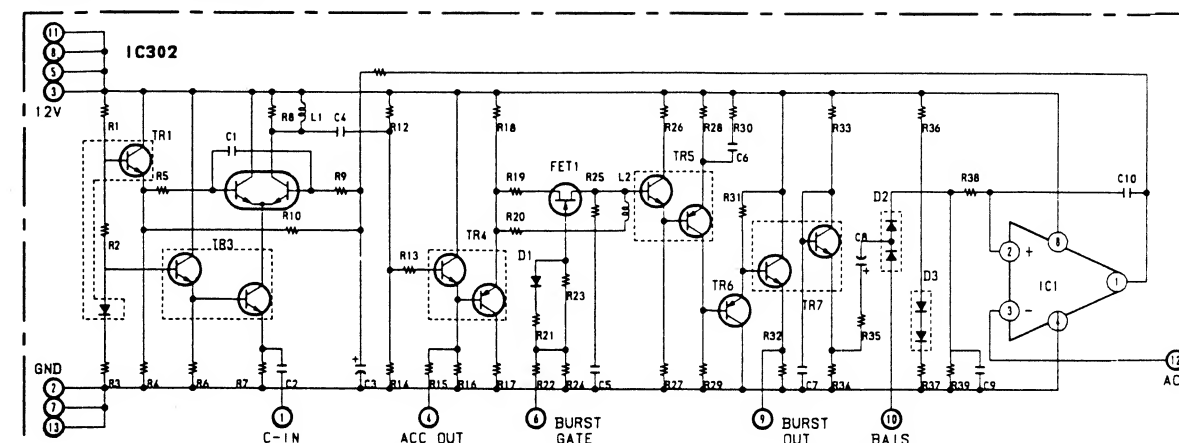 11
8 IC302
5
3
12V
R1 TR1 C1 R8 L1 C4 R12 R18 R26 R28 R30 R33 R36
R5 R9 R19 FET1 R25 L2 TR5 C6 R31 D2 R38 C10
R10 R20
R2 TR3 R13 TR4 D1 R23 TR6 TR7 C8 D3 2 + 8
IC1 1
3 - 4
R21 R35
GND R3 R4 R6 R7 C2 C3 R14 R15 R16 R17 R22 R24 C5 R27 R29 R32 C7 R34 R37 R39 C9
2
7
13
1 4 6 9 10 12
C-IN ACC OUT BURST GATE BURST OUT BAIS AC